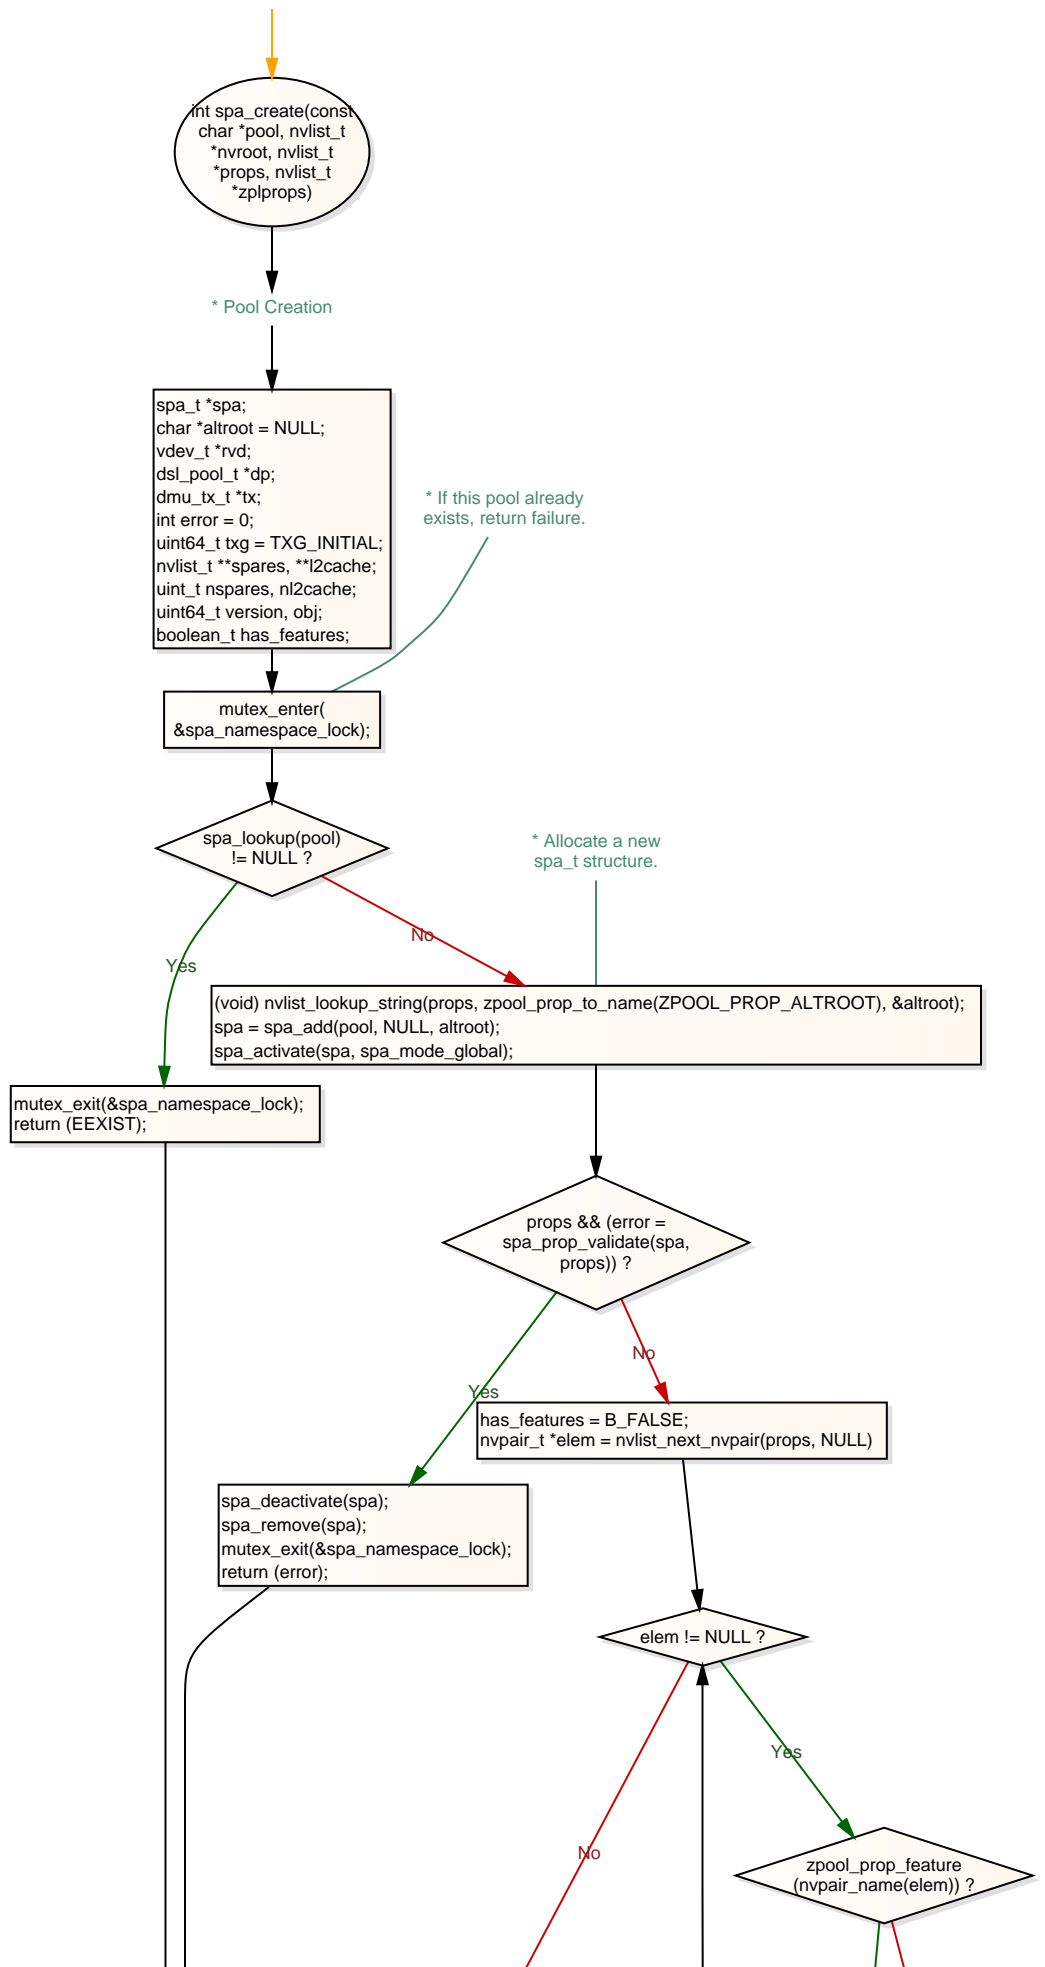 int spa_create(const
char *pool, nvlist_t
*nvroot, nvlist_t
*props, nvlist_t
*zplprops)
* Pool Creation
spa_t *spa;
char *altroot = NULL;
vdev_t *rvd;
dsl_pool_t *dp;
dmu_tx_t *tx;
int error = 0;
uint64_t txg = TXG_INITIAL;
nvlist_t **spares, **l2cache;
uint_t nspares, nl2cache;
uint64_t version, obj;
boolean_t has_features;
* If this pool already
exists, return failure.
mutex_enter(
&spa_namespace_lock);
spa_lookup(pool)
!= NULL ?
* Allocate a new
spa_t structure.
No
Yes
(void) nvlist_lookup_string(props, zpool_prop_to_name(ZPOOL_PROP_ALTROOT), &altroot);
spa = spa_add(pool, NULL, altroot);
spa_activate(spa, spa_mode_global);
mutex_exit(&spa_namespace_lock);
return (EEXIST);
props && (error =
spa_prop_validate(spa,
props)) ?
No
Yes
has_features = B_FALSE;
nvpair_t *elem = nvlist_next_nvpair(props, NULL)
spa_deactivate(spa);
spa_remove(spa);
mutex_exit(&spa_namespace_lock);
return (error);
elem != NULL ?
Yes
No
zpool_prop_feature
(nvpair_name(elem)) ?